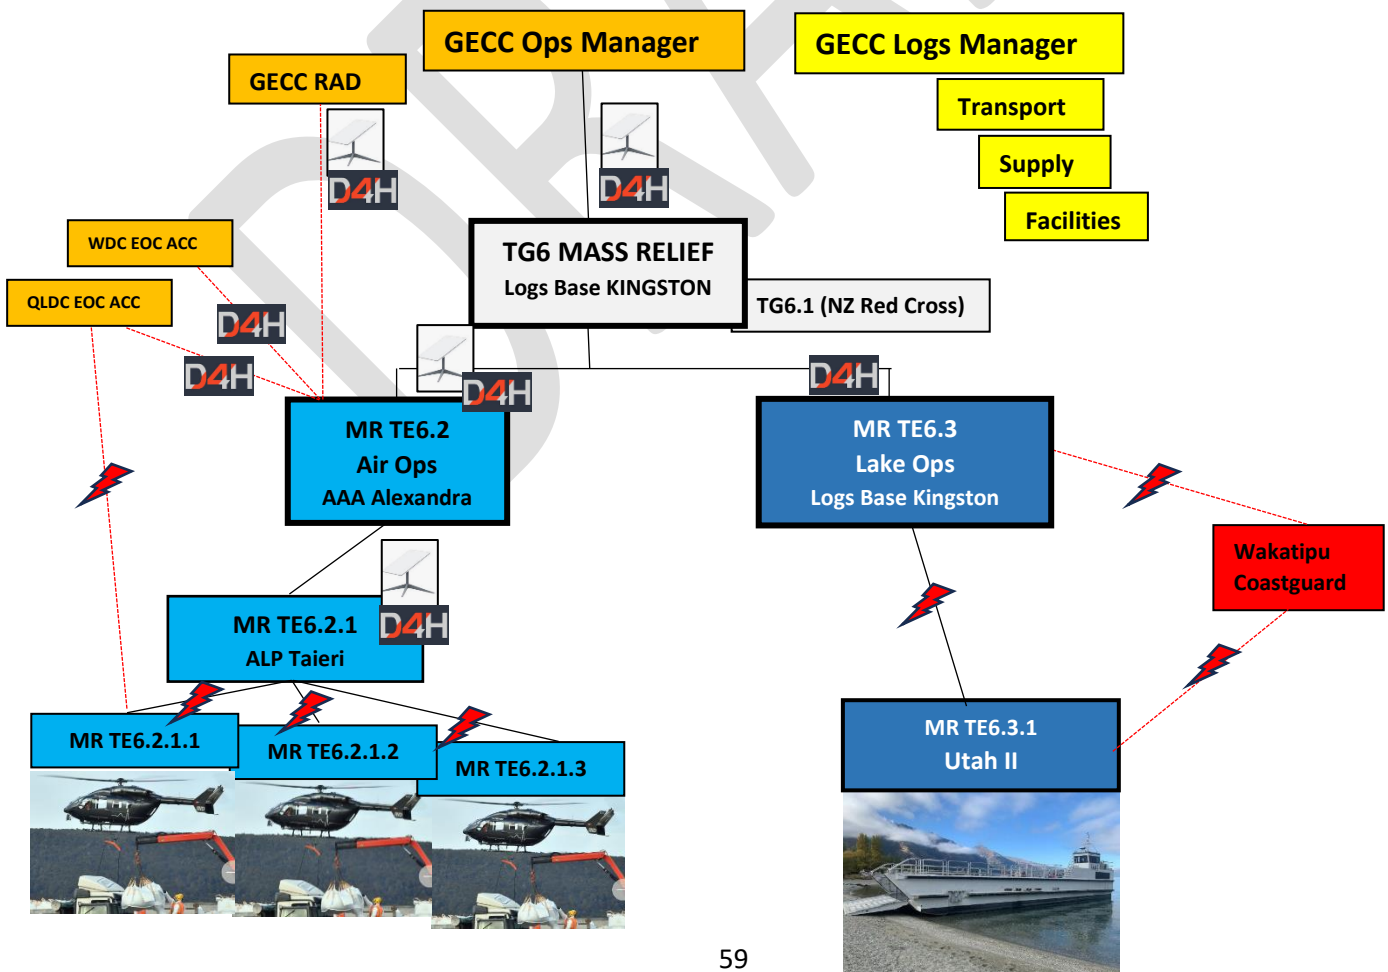 GECC Ops Manager
GECC Logs Manager
GECC RAD
Transport
D4H
D4H
Supply
Facilities
WDC EOC ACC
TG6 MASS RELIEF
Logs Base KINGSTON
QLDC EOC ACC
TG6.1 (NZ Red Cross)
D4H
D4H
D4H
D4H
MR TE6.2
Air Ops
AAA Alexandra
MR TE6.3
Lake Ops
Logs Base Kingston
Wakatipu
Coastguard
MR TE6.2.1
ALP Taieri
D4H
MR TE6.2.1.1
MR TE6.2.1.2
MR TE6.2.1.3
MR TE6.3.1
Utah II
59
DRA